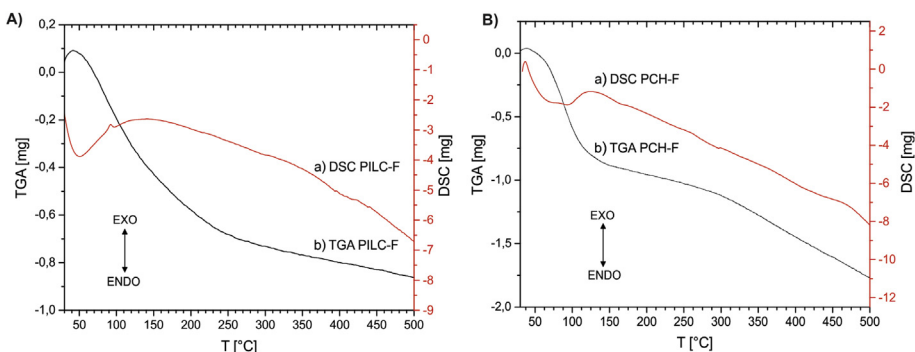 A)
0,2
0,0
-0,2
-0,4
-0,6
-0,8
-1,0
TGA [mg]
50 100 150 200 250 300 350 400 450 500
T [°C]
0
-1
-2
-3
-4
-5
-6
-7
-8
-9
DSC [mg]
a) DSC PILC-F
b) TGA PILC-F
EXO
ENDO
B)
0,0
-0,5
-1,0
-1,5
-2,0
TGA [mg]
50 100 150 200 250 300 350 400 450 500
T [°C]
2
0
-2
-4
-6
-8
-10
-12
DSC [mg]
a) DSC PCH-F
b) TGA PCH-F
EXO
ENDO